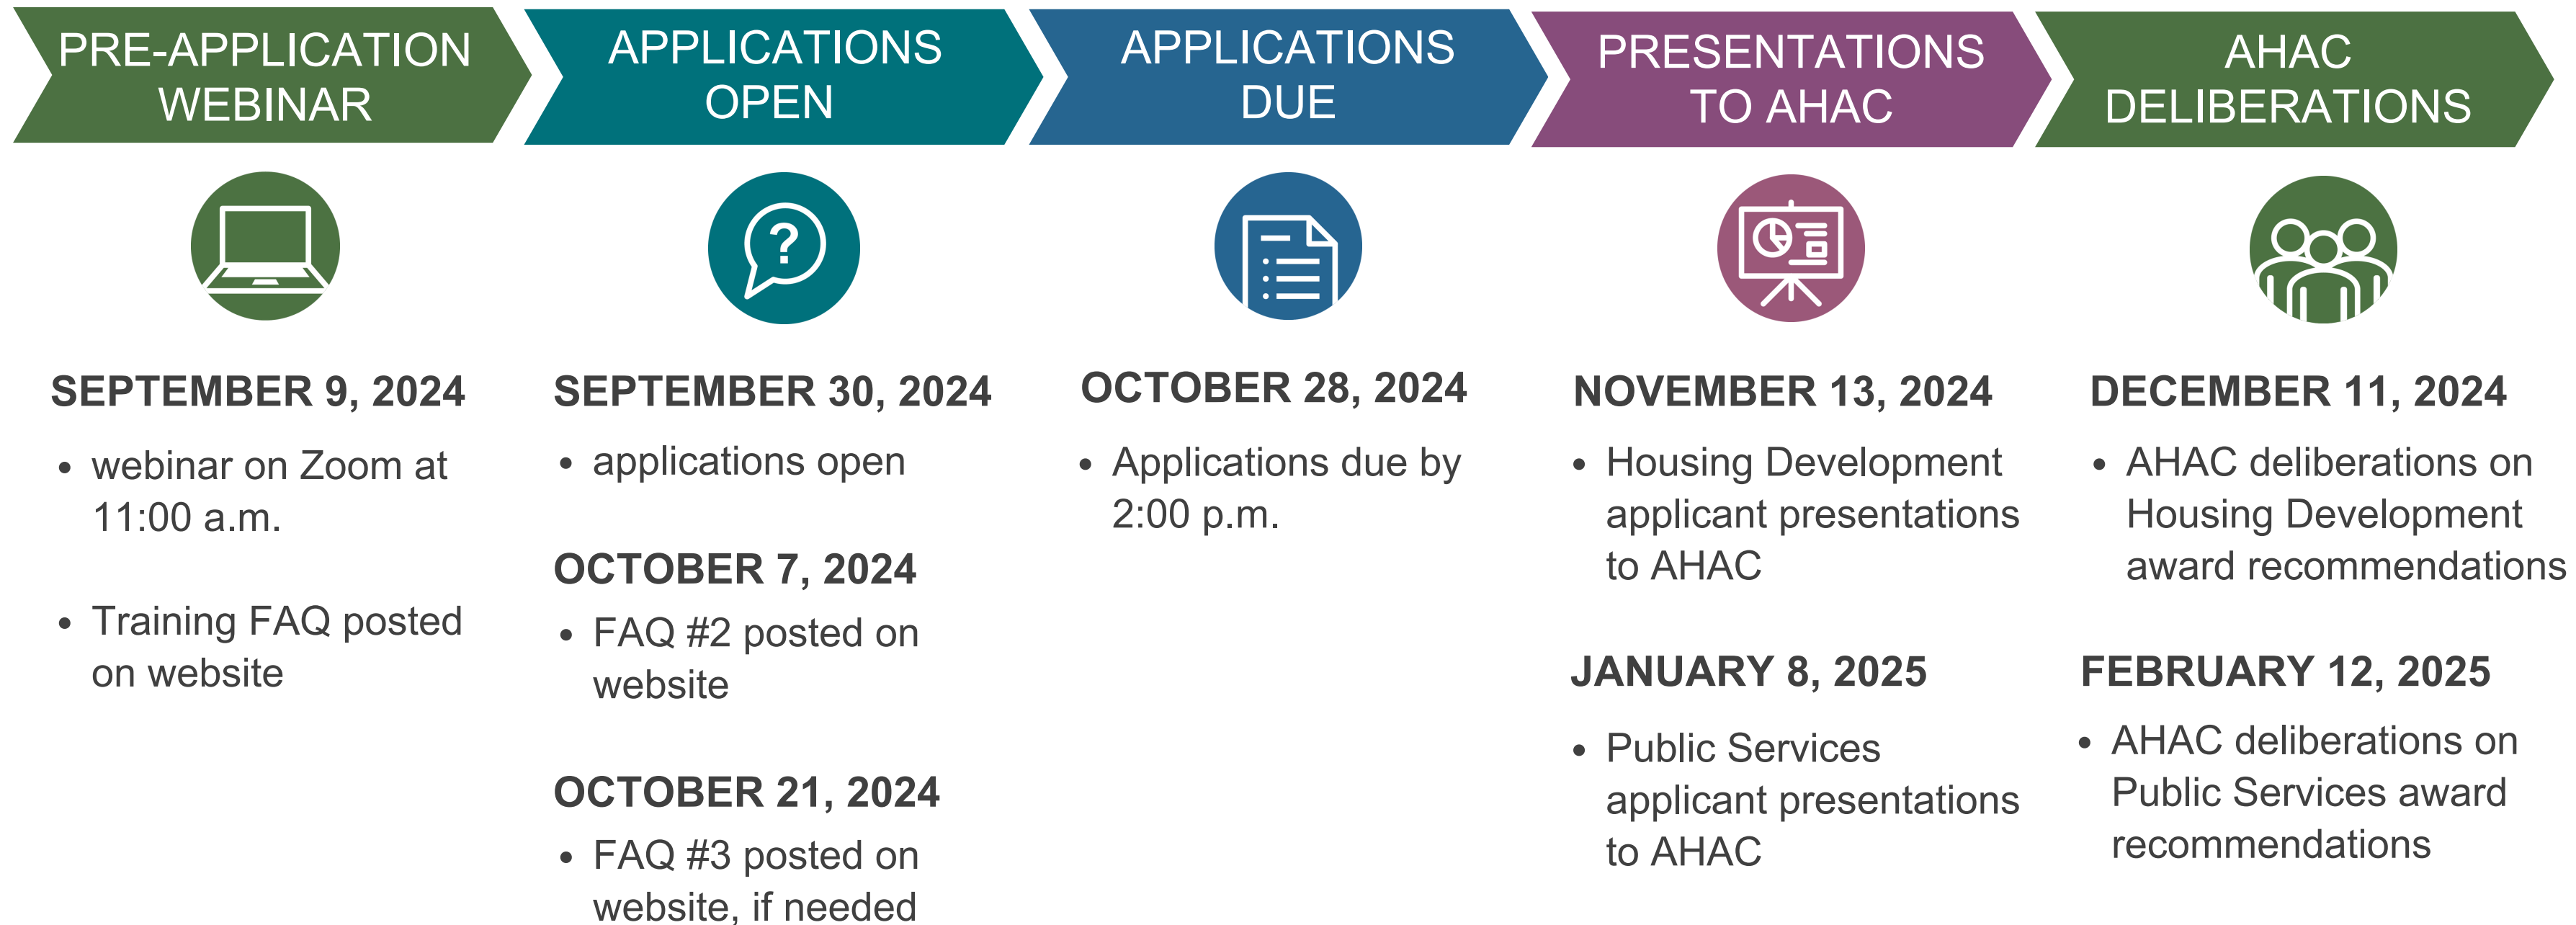 PRE-APPLICATION
WEBINAR
APPLICATIONS
OPEN
APPLICATIONS
DUE
PRESENTATIONS
TO AHAC
AHAC
DELIBERATIONS
?
SEPTEMBER 9, 2024
• webinar on Zoom at
11:00 a.m.
• Training FAQ posted
on website
SEPTEMBER 30, 2024
• applications open
OCTOBER 7, 2024
• FAQ #2 posted on
website
OCTOBER 21, 2024
• FAQ #3 posted on
website, if needed
OCTOBER 28, 2024
• Applications due by
2:00 p.m.
NOVEMBER 13, 2024
• Housing Development
applicant presentations
to AHAC
JANUARY 8, 2025
• Public Services
applicant presentations
to AHAC
DECEMBER 11, 2024
• AHAC deliberations on
Housing Development
award recommendations
FEBRUARY 12, 2025
• AHAC deliberations on
Public Services award
recommendations